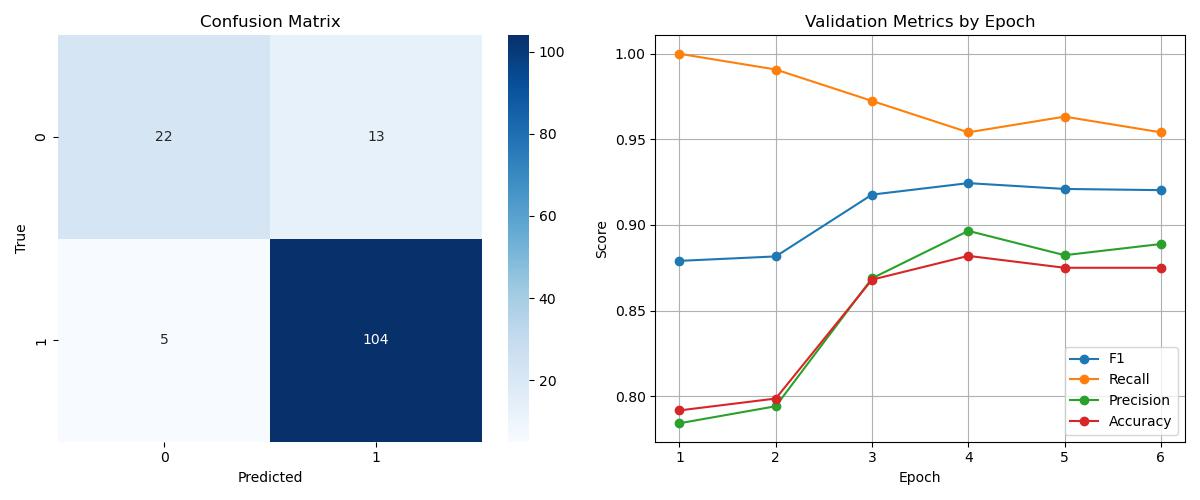 Confusion Matrix
True
0
1
22
13
5
104
0
1
Predicted
100
80
60
40
20
Validation Metrics by Epoch
Score
1.00
0.95
0.90
0.85
0.80
F1
Recall
Precision
Accuracy
1
2
3
4
5
6
Epoch